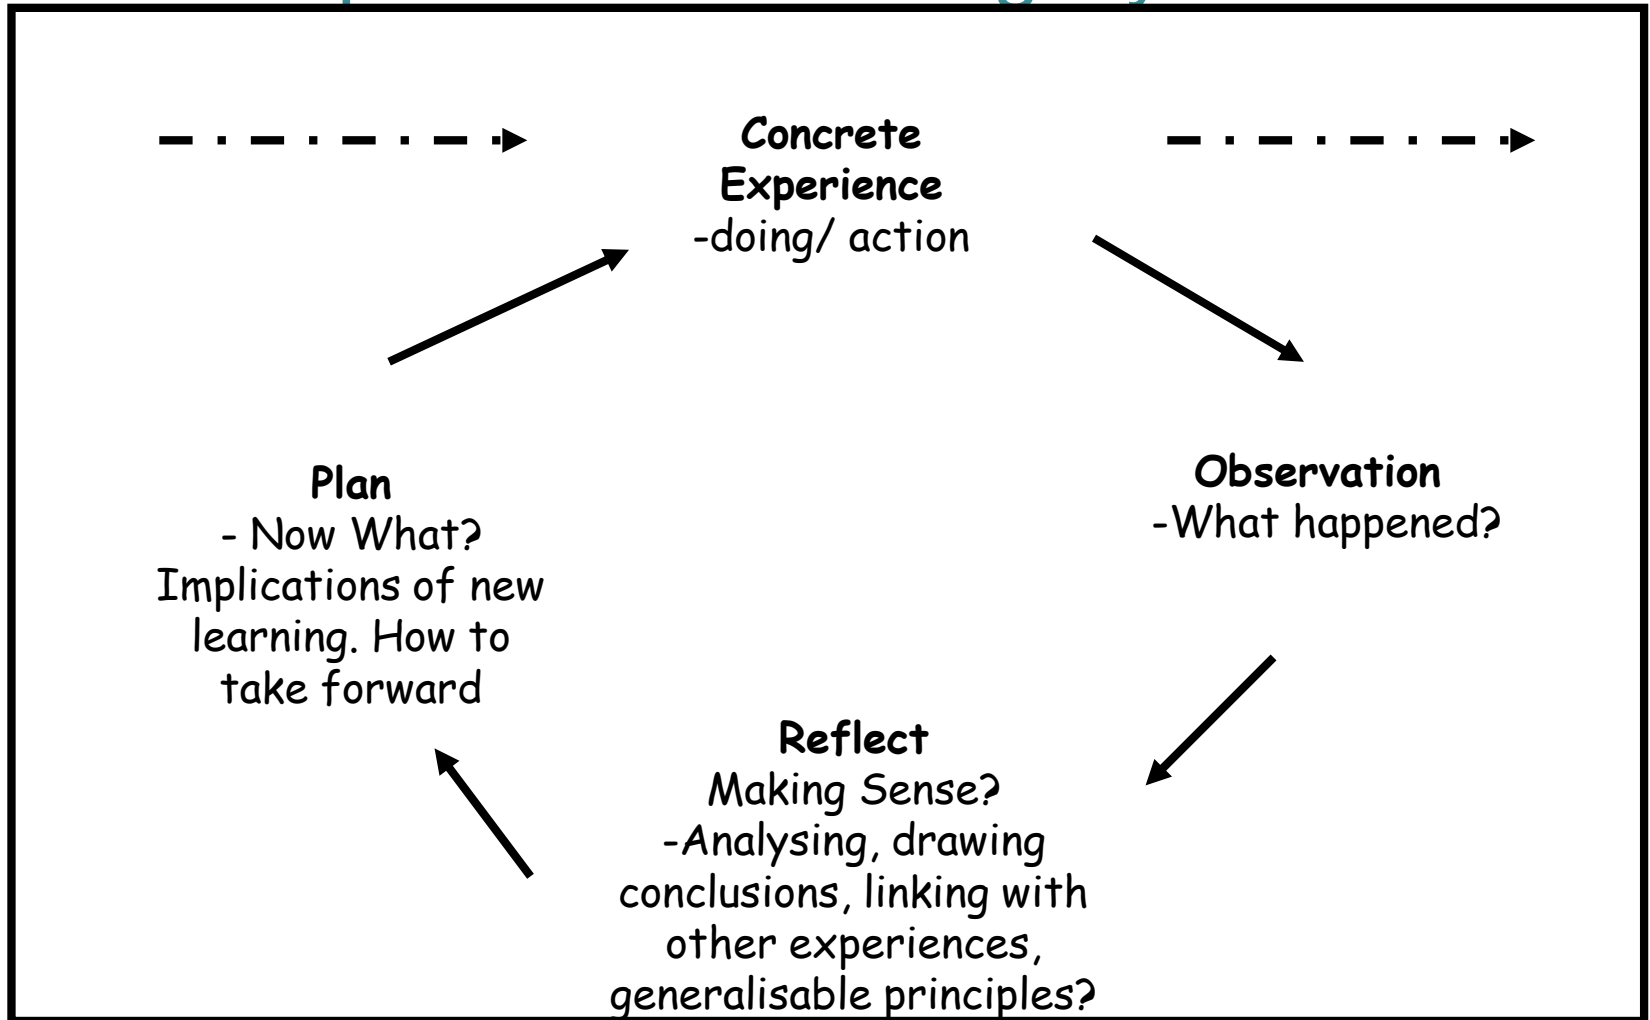 Concrete
Experience
-doing/ action
Observation
-What happened?
Reflect
Making Sense?
-Analysing, drawing
conclusions, linking with
other experiences,
generalisable principles?
Plan
- Now What?
Implications of new
learning. How to
take forward